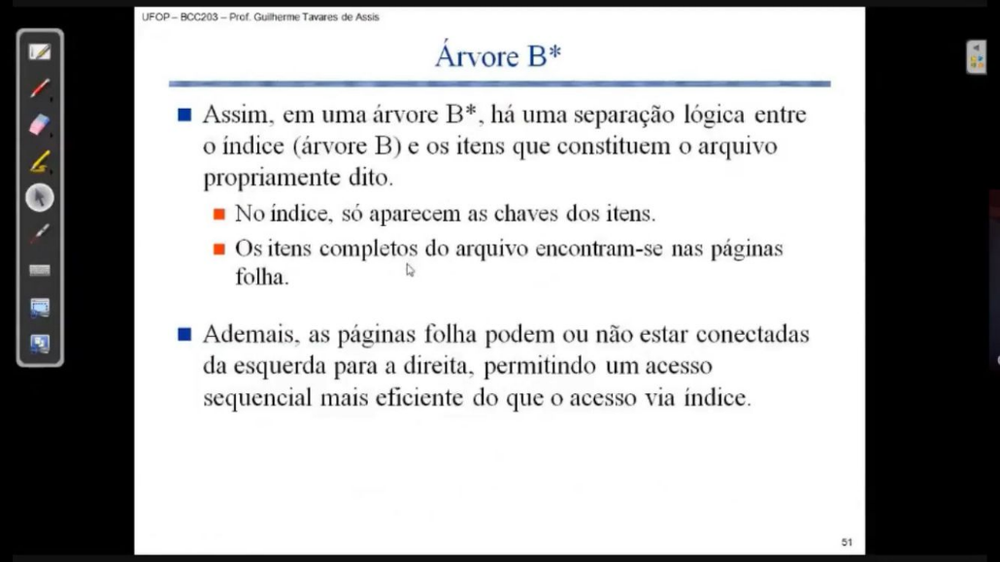 UFOP – BCC203 – Prof. Guilherme Tavares de Assis
Árvore B*
Assim, em uma árvore B*, há uma separação lógica entre
o índice (árvore B) e os itens que constituem o arquivo
propriamente dito.
No índice, só aparecem as chaves dos itens.
Os itens completos do arquivo encontram-se nas páginas
folha.
Ademais, as páginas folha podem ou não estar conectadas
da esquerda para a direita, permitindo um acesso
sequencial mais eficiente do que o acesso via índice.
51